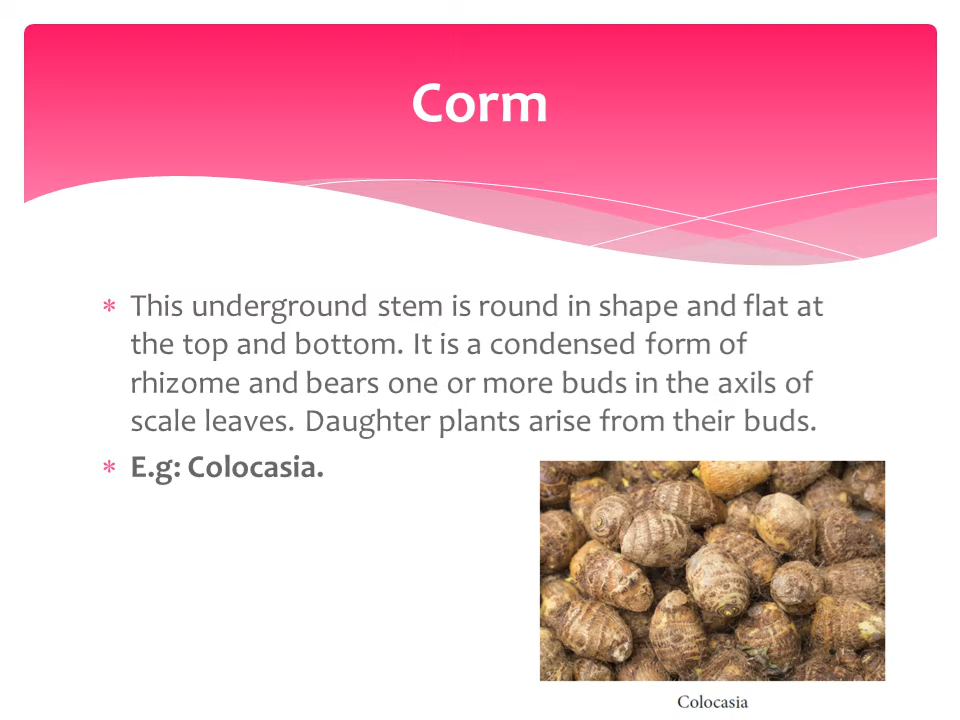 Corm
* This underground stem is round in shape and flat at
the top and bottom. It is a condensed form of
rhizome and bears one or more buds in the axils of
scale leaves. Daughter plants arise from their buds.
* E.g: Colocasia.
Colocasia